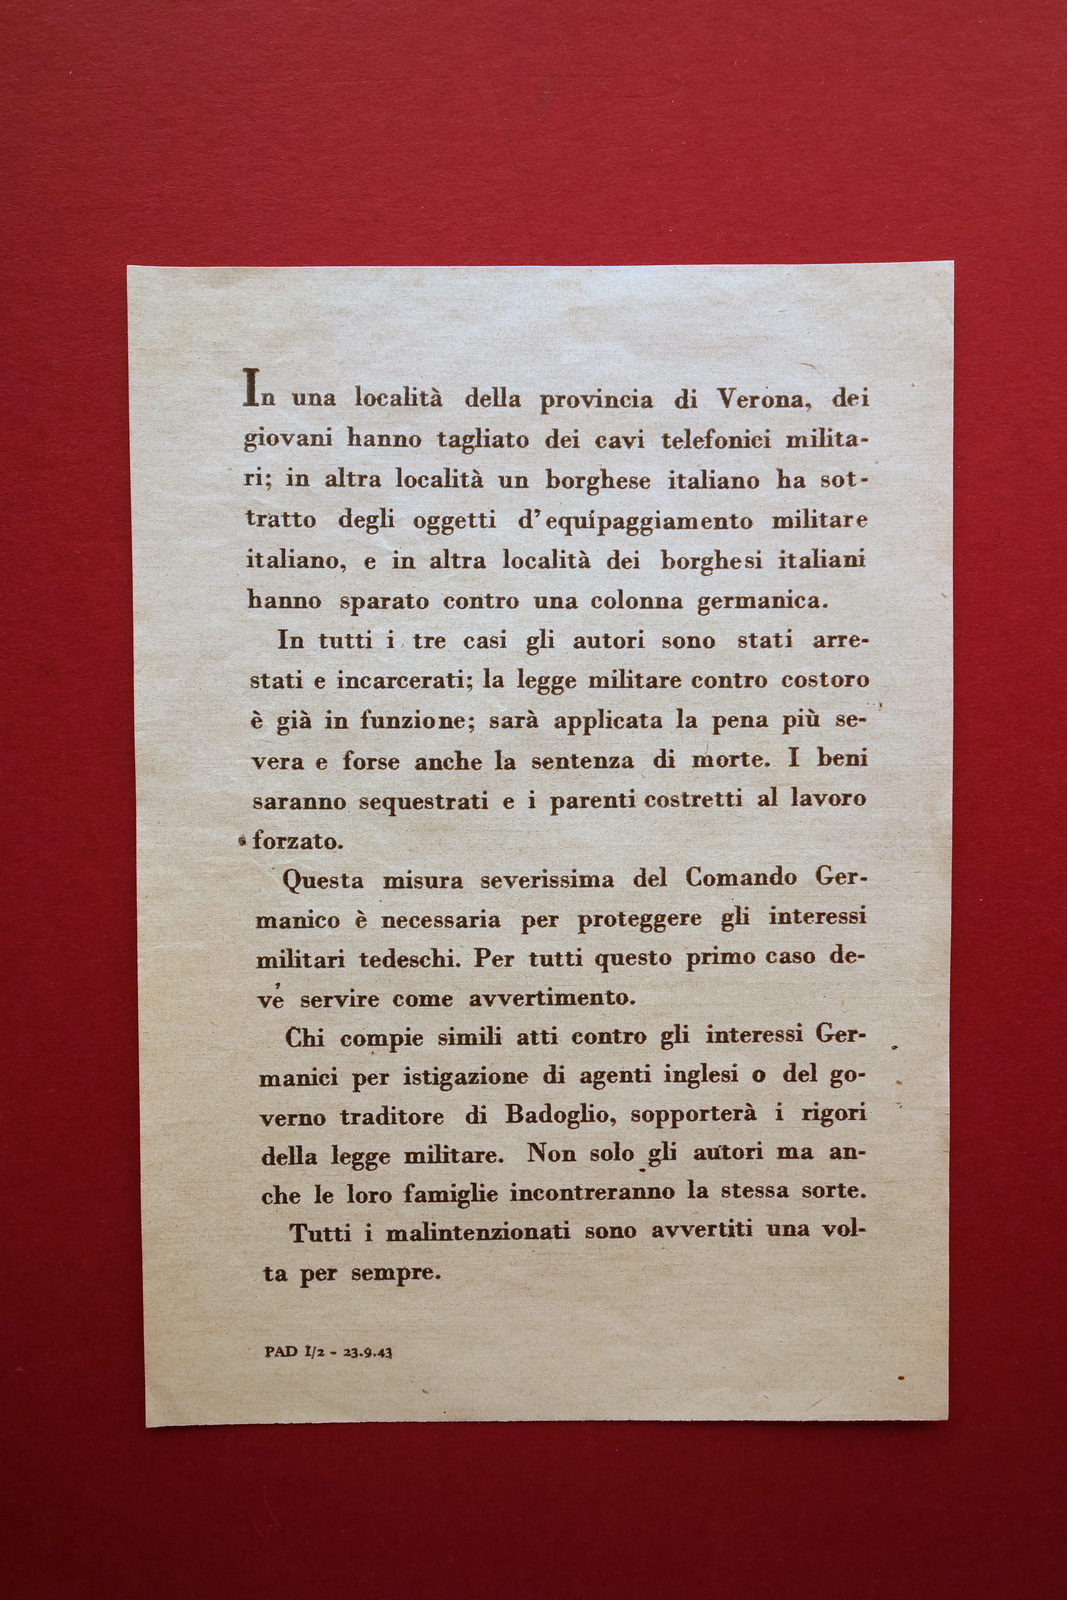 In una località della provincia di Verona, dei
giovani hanno tagliato dei cavi telefonici milita-
ri; in altra località un borghese italiano ha sot-
tratto degli oggetti d'equipaggiamento militare
italiano, e in altra località dei borghesi italiani
hanno sparato contro una colonna germanica.
In tutti i tre casi gli autori sono stati arre-
stati e incarcerati; la legge militare contro costoro
è già in funzione; sarà applicata la pena più se-
vera e forse anche la sentenza di morte. I beni
saranno sequestrati e i parenti costretti al lavoro
forzato.
Questa misura severissima del Comando Ger-
manico è necessaria per proteggere gli interessi
militari tedeschi. Per tutti questo primo caso de-
ve servire come avvertimento.
Chi compie simili atti contro gli interessi Ger-
manici per istigazione di agenti inglesi o del go-
verno traditore di Badoglio, sopporterà i rigori
della legge militare. Non solo gli autori ma an-
che le loro famiglie incontreranno la stessa sorte.
Tutti i malintenzionati sono avvertiti una vol-
ta per sempre.
PAD I/2 - 23.9.43